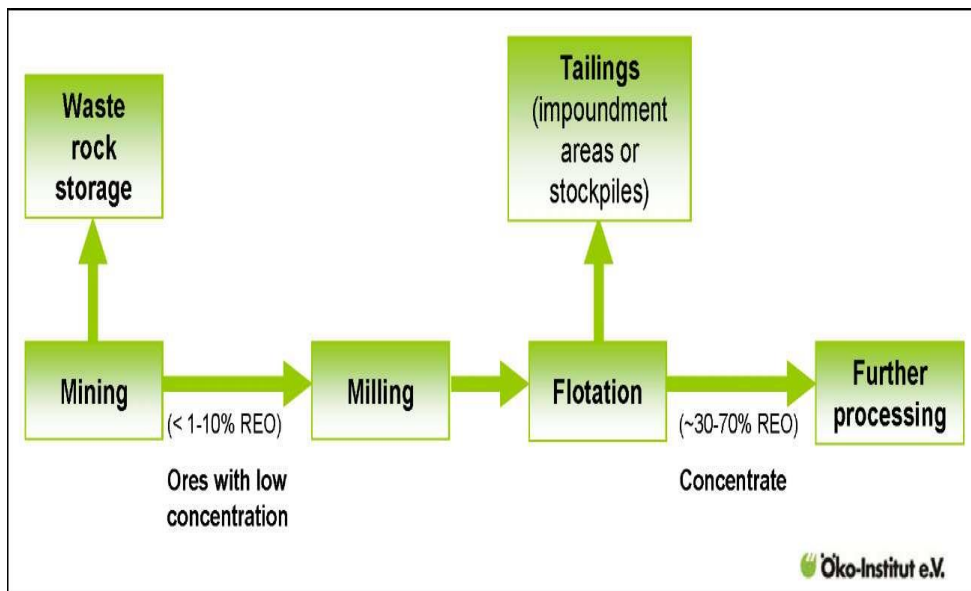 Waste
rock
storage
Tailings
(impoundment
areas or
stockpiles)
Mining
(< 1-10% REO)
Ores with low
concentration
Milling
Flotation
(~30-70% REO)
Concentrate
Further
processing
Öko-Institut e.V.